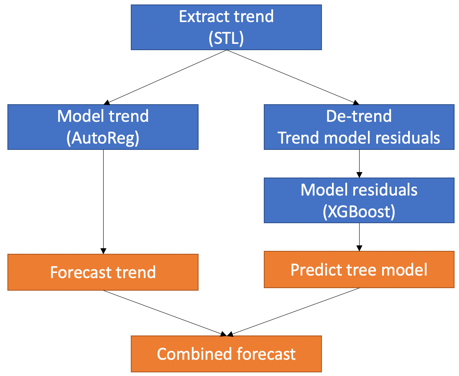 Extract trend
(STL)
Model trend
(AutoReg)
De-trend
Trend model residuals
Model residuals
(XGBoost)
Forecast trend
Predict tree model
Combined forecast